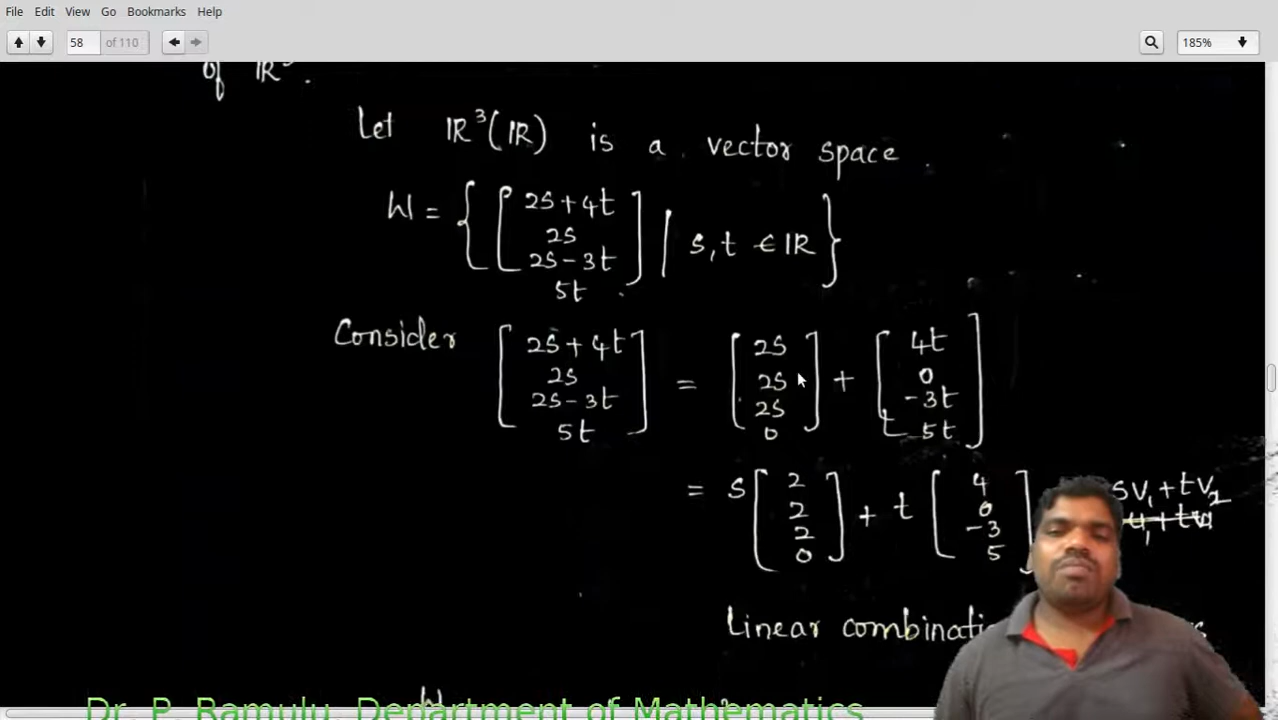 File Edit View Go Bookmarks Help
58 of 110 185%
of IR
Let IR³(IR) is a vector space.
W = { [ 2s+4t
2s
2s-3t
5t ] | s,t ∈ IR }
Consider [ 2s+4t
2s
2s-3t
5t ] = [ 2s
2s
2s
0 ] + [ 4t
0
-3t
5t ]
= s [ 2
2
2
0 ] + t [ 4
0
-3
5 ] sv₁+tv₂
Linear combinati
Dr. P. Ramulu, Department of Mathematics